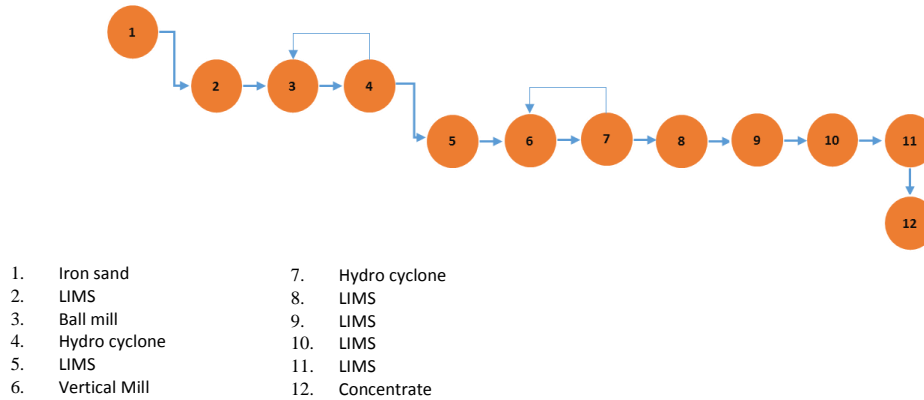 1
2
3
4
5
6
7
8
9
10
11
12
1. Iron sand
2. LIMS
3. Ball mill
4. Hydro cyclone
5. LIMS
6. Vertical Mill
7. Hydro cyclone
8. LIMS
9. LIMS
10. LIMS
11. LIMS
12. Concentrate